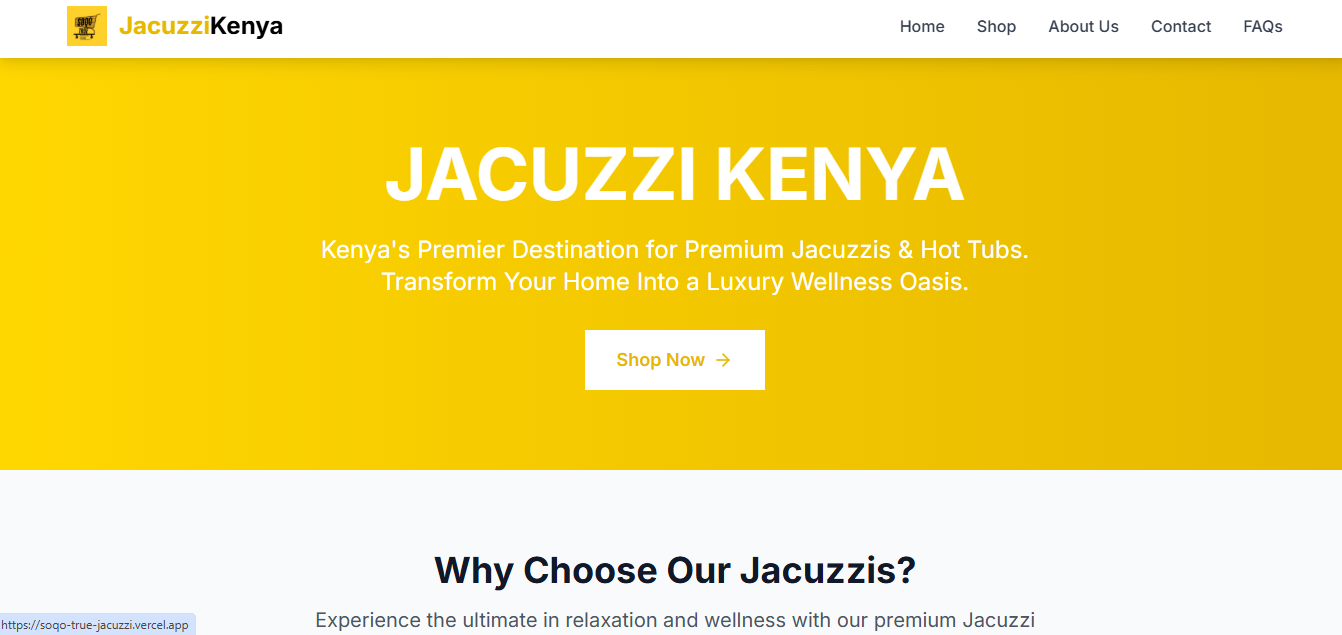 JacuzziKenya
Home
Shop
About Us
Contact
FAQs
JACUZZI KENYA
Kenya's Premier Destination for Premium Jacuzzis & Hot Tubs.
Transform Your Home Into a Luxury Wellness Oasis.
Shop Now →
Why Choose Our Jacuzzis?
Experience the ultimate in relaxation and wellness with our premium Jacuzzi
https://soqo-true-jacuzzi.vercel.app